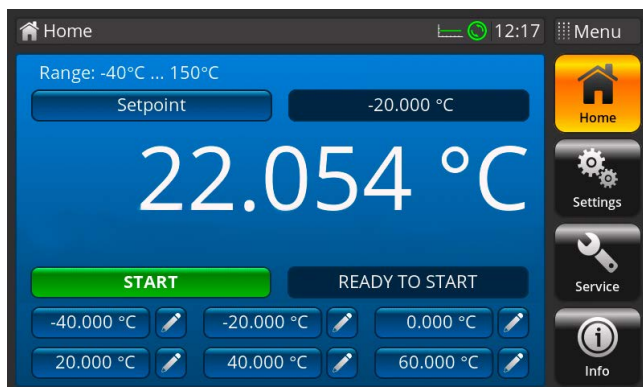 Home 12:17 Menu
Range: -40°C ... 150°C
Setpoint -20.000 °C
Home
22.054 °C
Settings
START READY TO START
Service
-40.000 °C -20.000 °C 0.000 °C
20.000 °C 40.000 °C 60.000 °C
Info